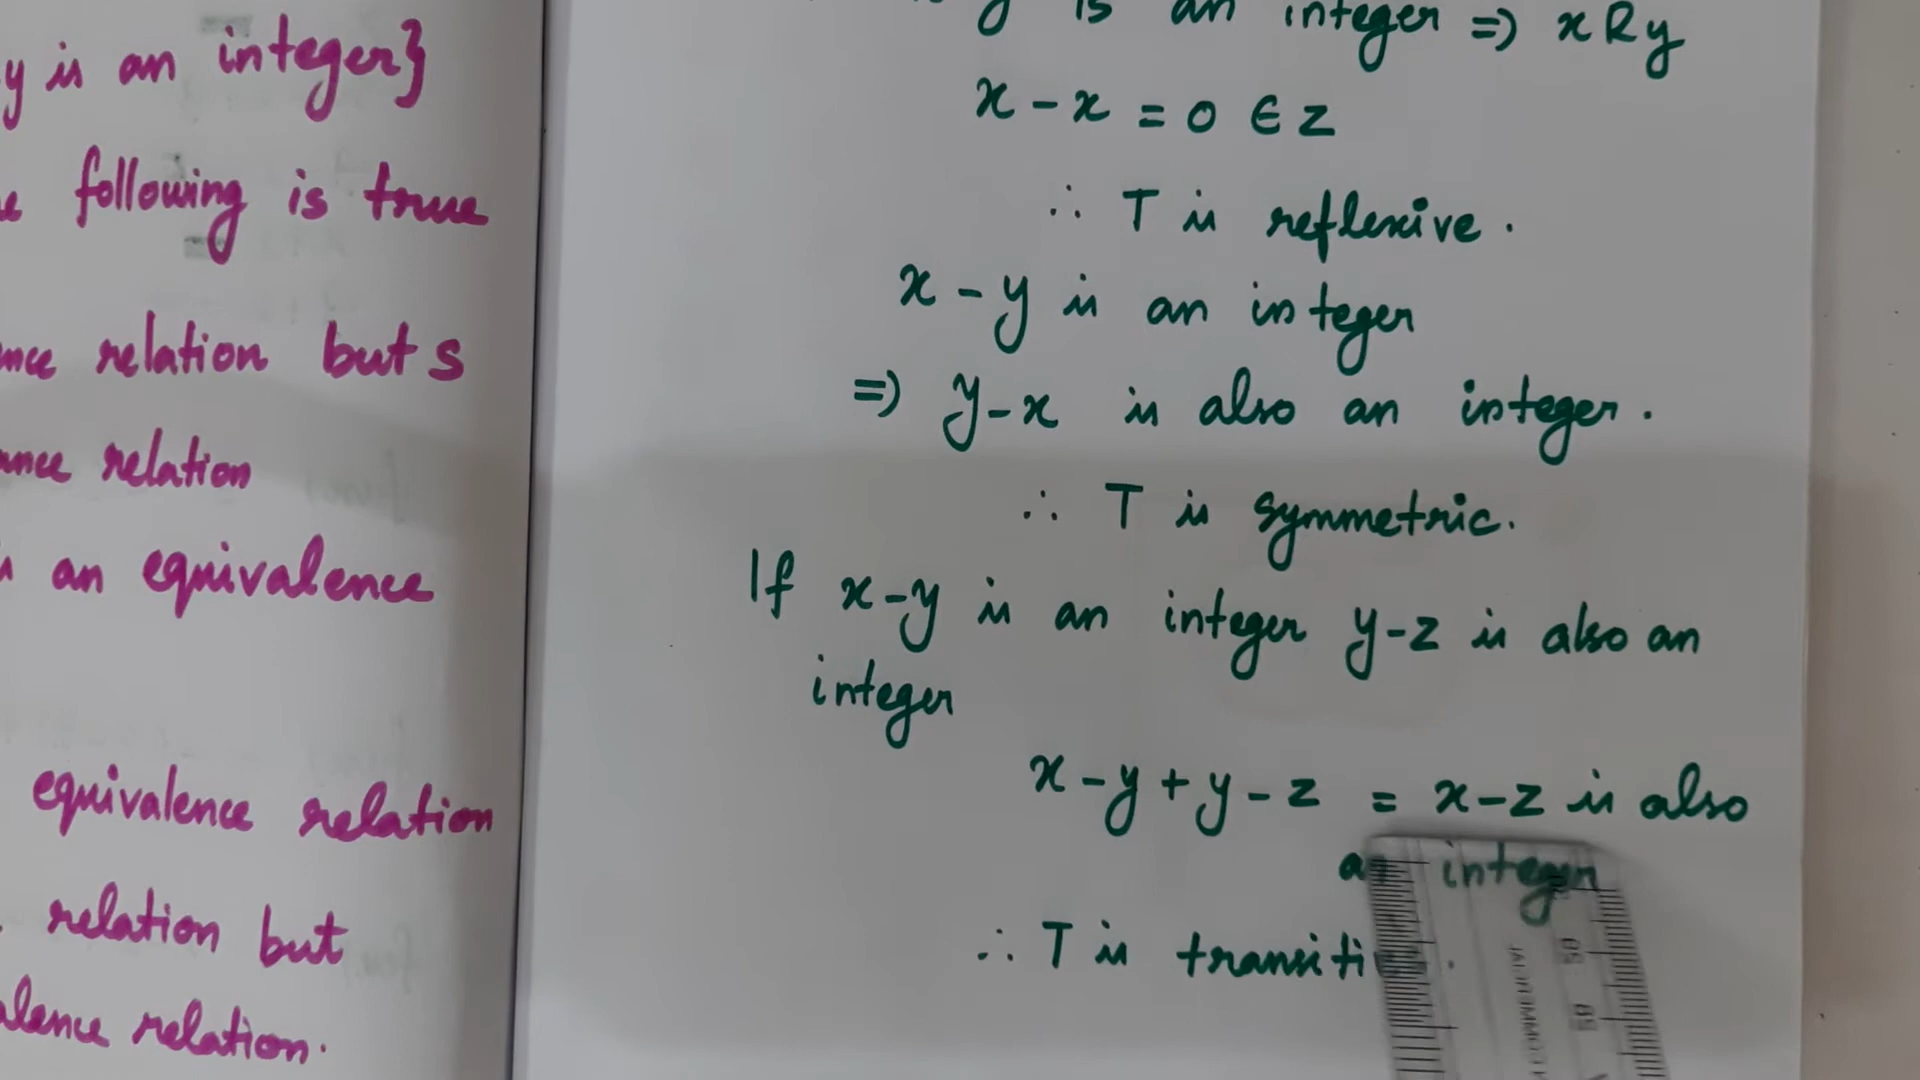 y is an integer}
following is true
relation but s
relation
an equivalence
equivalence relation
relation but
relation.
is an integer => x R y
x - x = 0 ∈ z
∴ T is reflexive.
x - y is an integer
=> y - x is also an integer.
∴ T is symmetric.
If x-y is an integer y-z is also an
integer
x - y + y - z = x - z is also
an integer
∴ T is transitive.